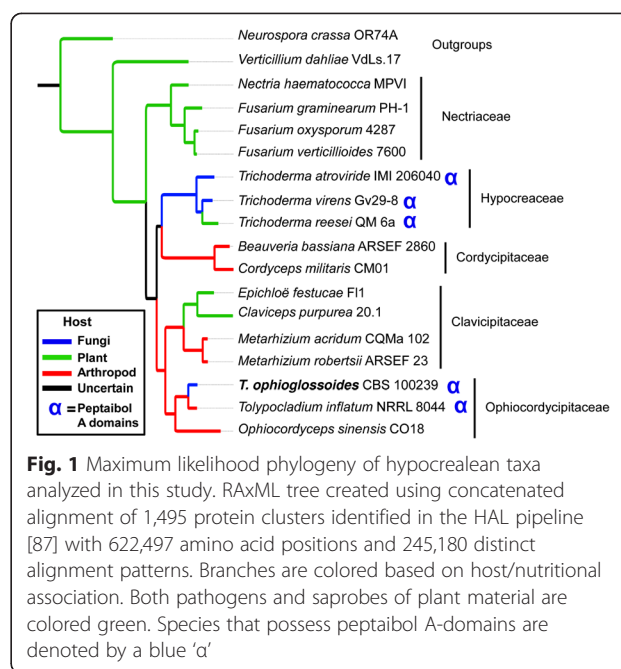 Neurospora crassa OR74A
Outgroups
Verticillium dahliae VdLs.17
Nectria haematococca MPVI
Fusarium graminearum PH-1
Nectriaceae
Fusarium oxysporum 4287
Fusarium verticillioides 7600
Trichoderma atroviride IMI 206040 α
Trichoderma virens Gv29-8 α
Hypocreaceae
Trichoderma reesei QM 6a α
Beauveria bassiana ARSEF 2860
Cordycipitaceae
Cordyceps militaris CM01
Epichloë festucae Fl1
Claviceps purpurea 20.1
Clavicipitaceae
Metarhizium acridum CQMa 102
Metarhizium robertsii ARSEF 23
T. ophioglossoides CBS 100239 α
Tolypocladium inflatum NRRL 8044 α
Ophiocordycipitaceae
Ophiocordyceps sinensis CO18
Host
Fungi
Plant
Arthropod
Uncertain
α = Peptaibol
A domains
Fig. 1 Maximum likelihood phylogeny of hypocrealean taxa
analyzed in this study. RAxML tree created using concatenated
alignment of 1,495 protein clusters identified in the HAL pipeline
[87] with 622,497 amino acid positions and 245,180 distinct
alignment patterns. Branches are colored based on host/nutritional
association. Both pathogens and saprobes of plant material are
colored green. Species that possess peptaibol A-domains are
denoted by a blue ‘α’